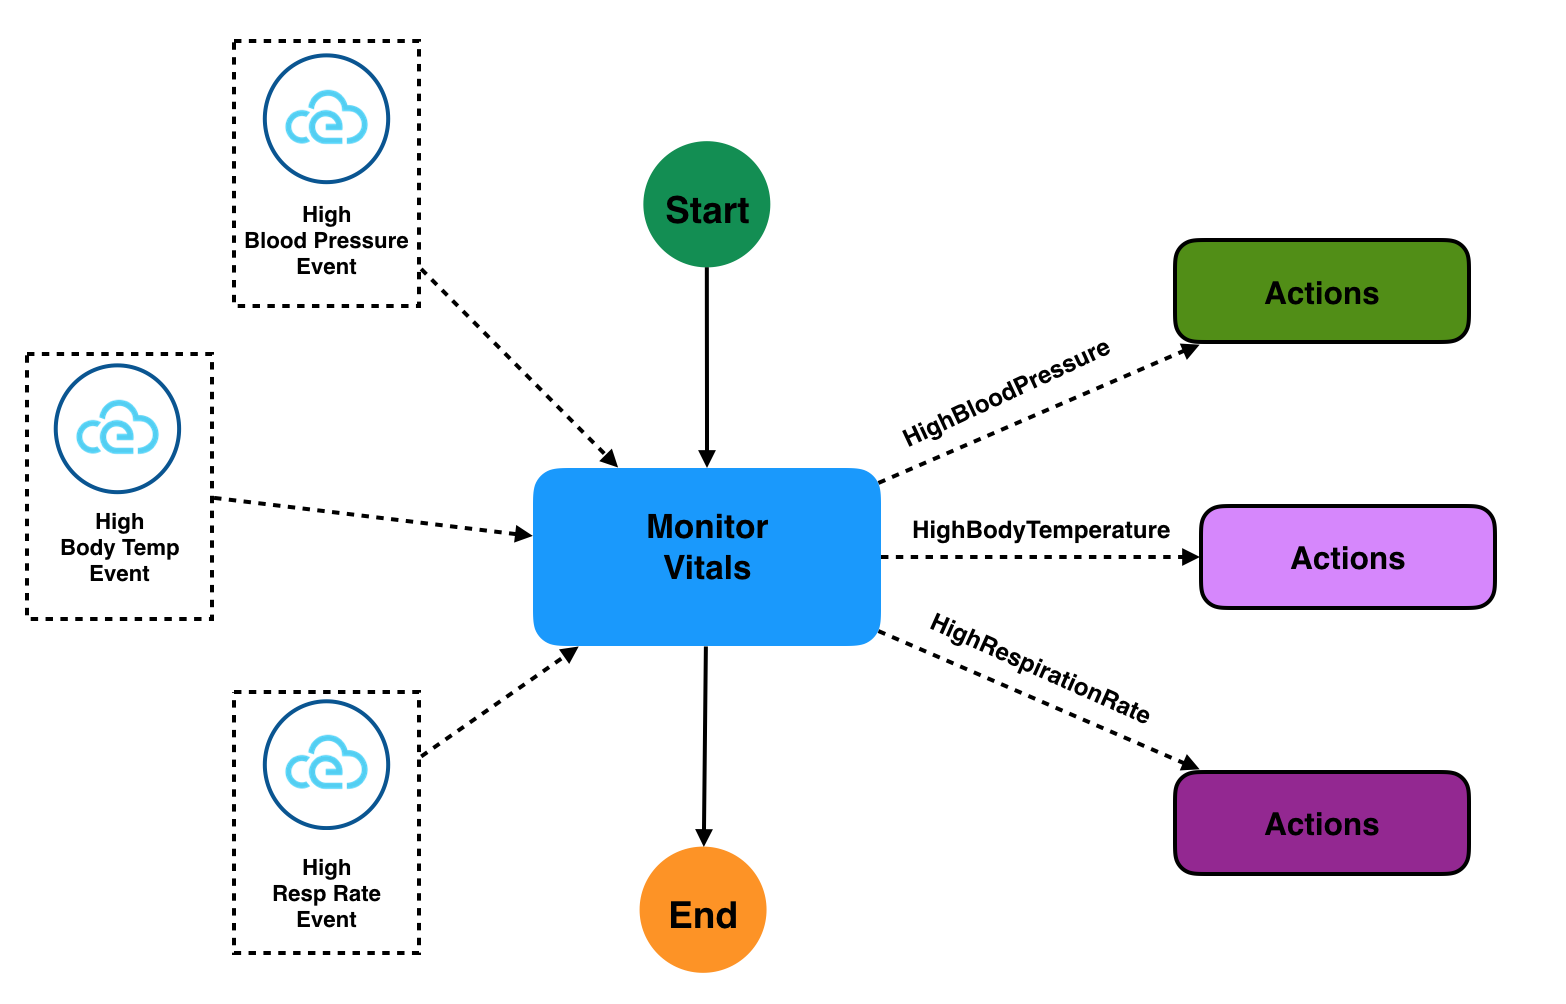 High
Blood Pressure
Event
Start
Actions
HighBloodPressure
High
Body Temp
Event
Monitor
Vitals
HighBodyTemperature
Actions
HighRespirationRate
High
Resp Rate
Event
Actions
End